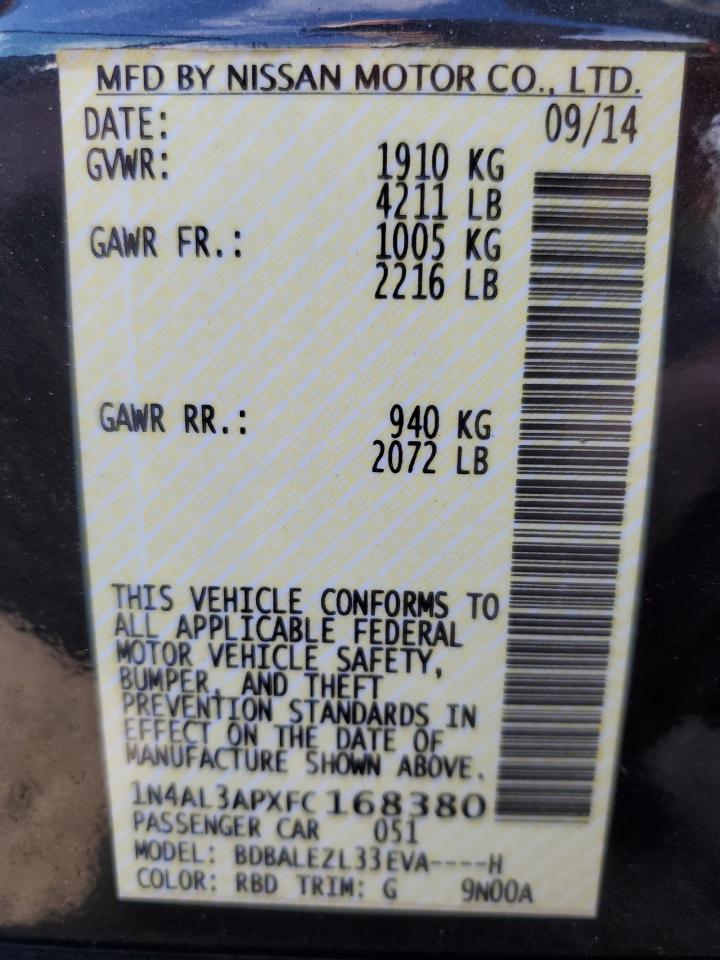 MFD BY NISSAN MOTOR CO., LTD.
DATE: 09/14
GVWR: 1910 KG
4211 LB
GAWR FR.: 1005 KG
2216 LB
GAWR RR.: 940 KG
2072 LB
THIS VEHICLE CONFORMS TO
ALL APPLICABLE FEDERAL
MOTOR VEHICLE SAFETY,
BUMPER, AND THEFT
PREVENTION STANDARDS IN
EFFECT ON THE DATE OF
MANUFACTURE SHOWN ABOVE.
1N4AL3APXFC168380
PASSENGER CAR 051
MODEL: BDBALEZL33EVA----H
COLOR: RBD TRIM: G 9N00A